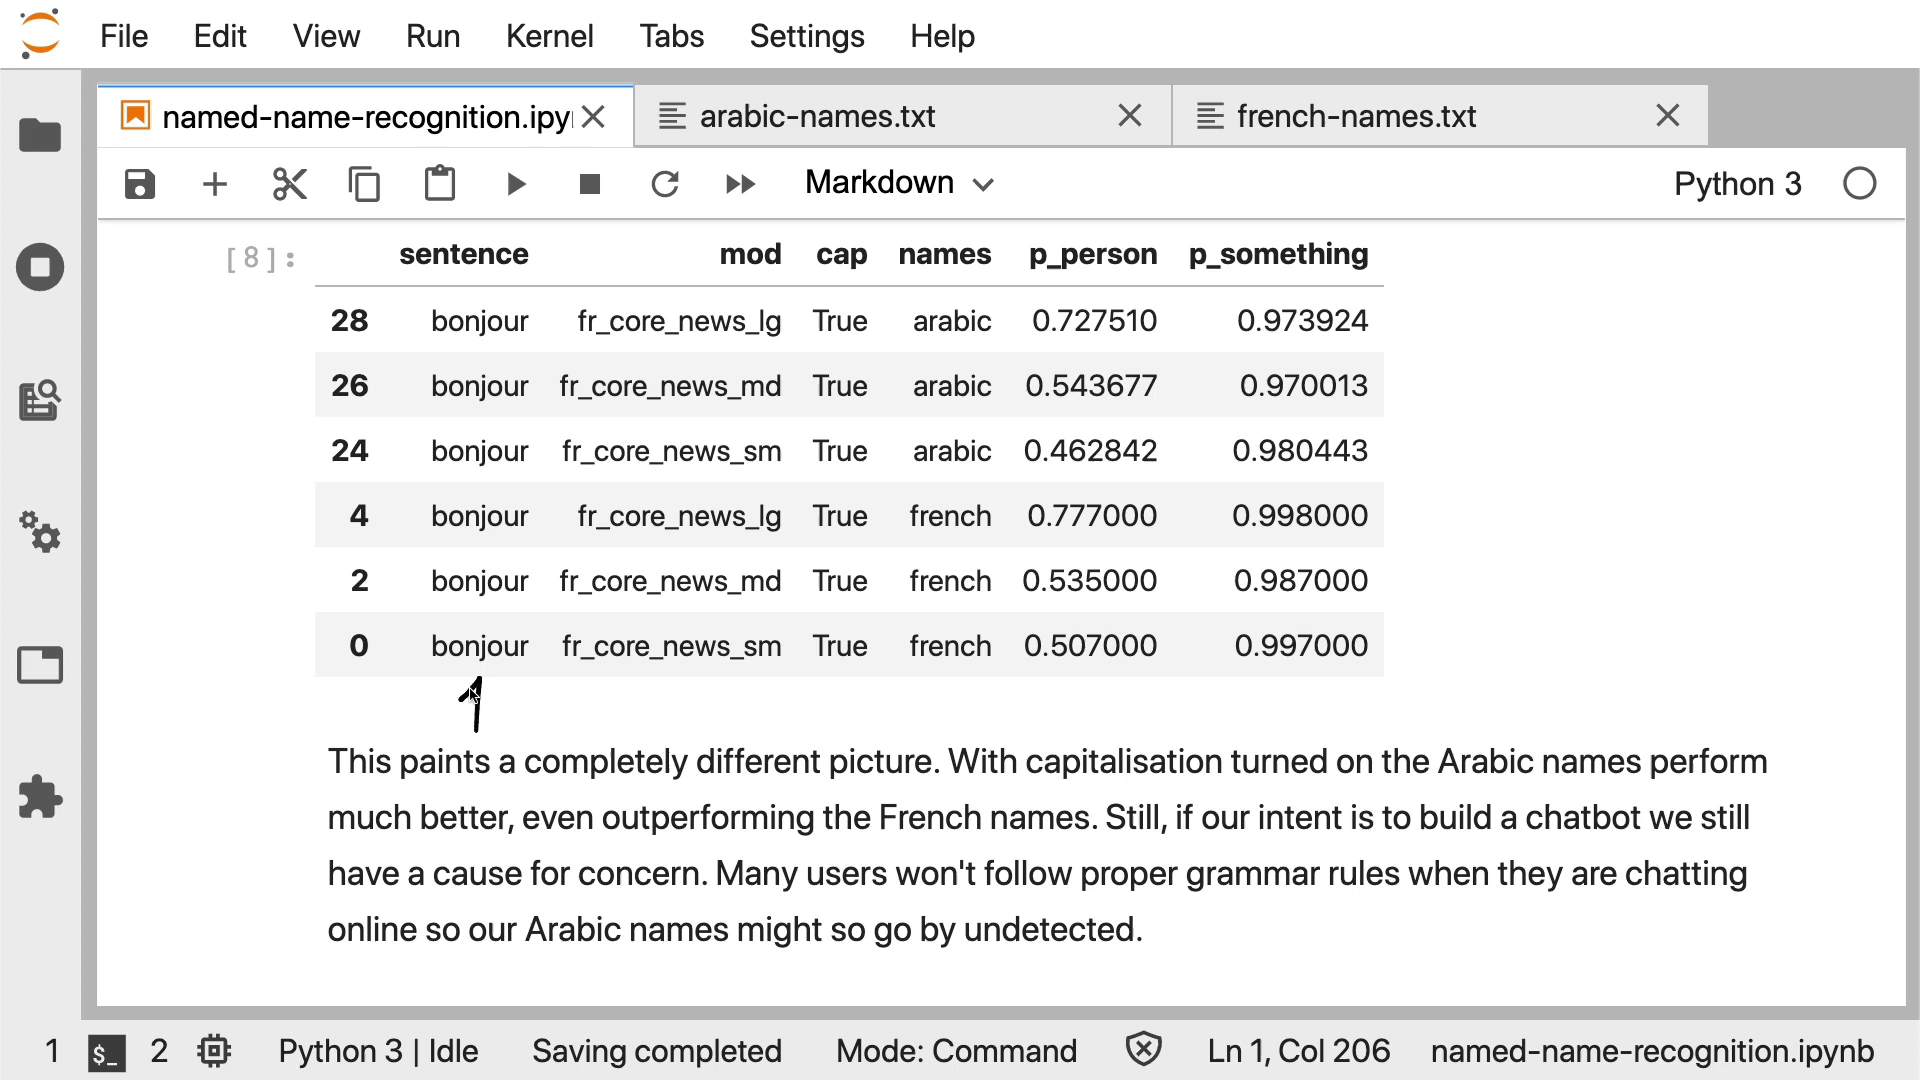 File Edit View Run Kernel Tabs Settings Help
named-name-recognition.ipy arabic-names.txt french-names.txt
Markdown Python 3
[8]: sentence mod cap names p_person p_something
28 bonjour fr_core_news_lg True arabic 0.727510 0.973924
26 bonjour fr_core_news_md True arabic 0.543677 0.970013
24 bonjour fr_core_news_sm True arabic 0.462842 0.980443
4 bonjour fr_core_news_lg True french 0.777000 0.998000
2 bonjour fr_core_news_md True french 0.535000 0.987000
0 bonjour fr_core_news_sm True french 0.507000 0.997000
This paints a completely different picture. With capitalisation turned on the Arabic names perform
much better, even outperforming the French names. Still, if our intent is to build a chatbot we still
have a cause for concern. Many users won't follow proper grammar rules when they are chatting
online so our Arabic names might so go by undetected.
1 $_ 2 Python 3 | Idle Saving completed Mode: Command Ln 1, Col 206 named-name-recognition.ipynb